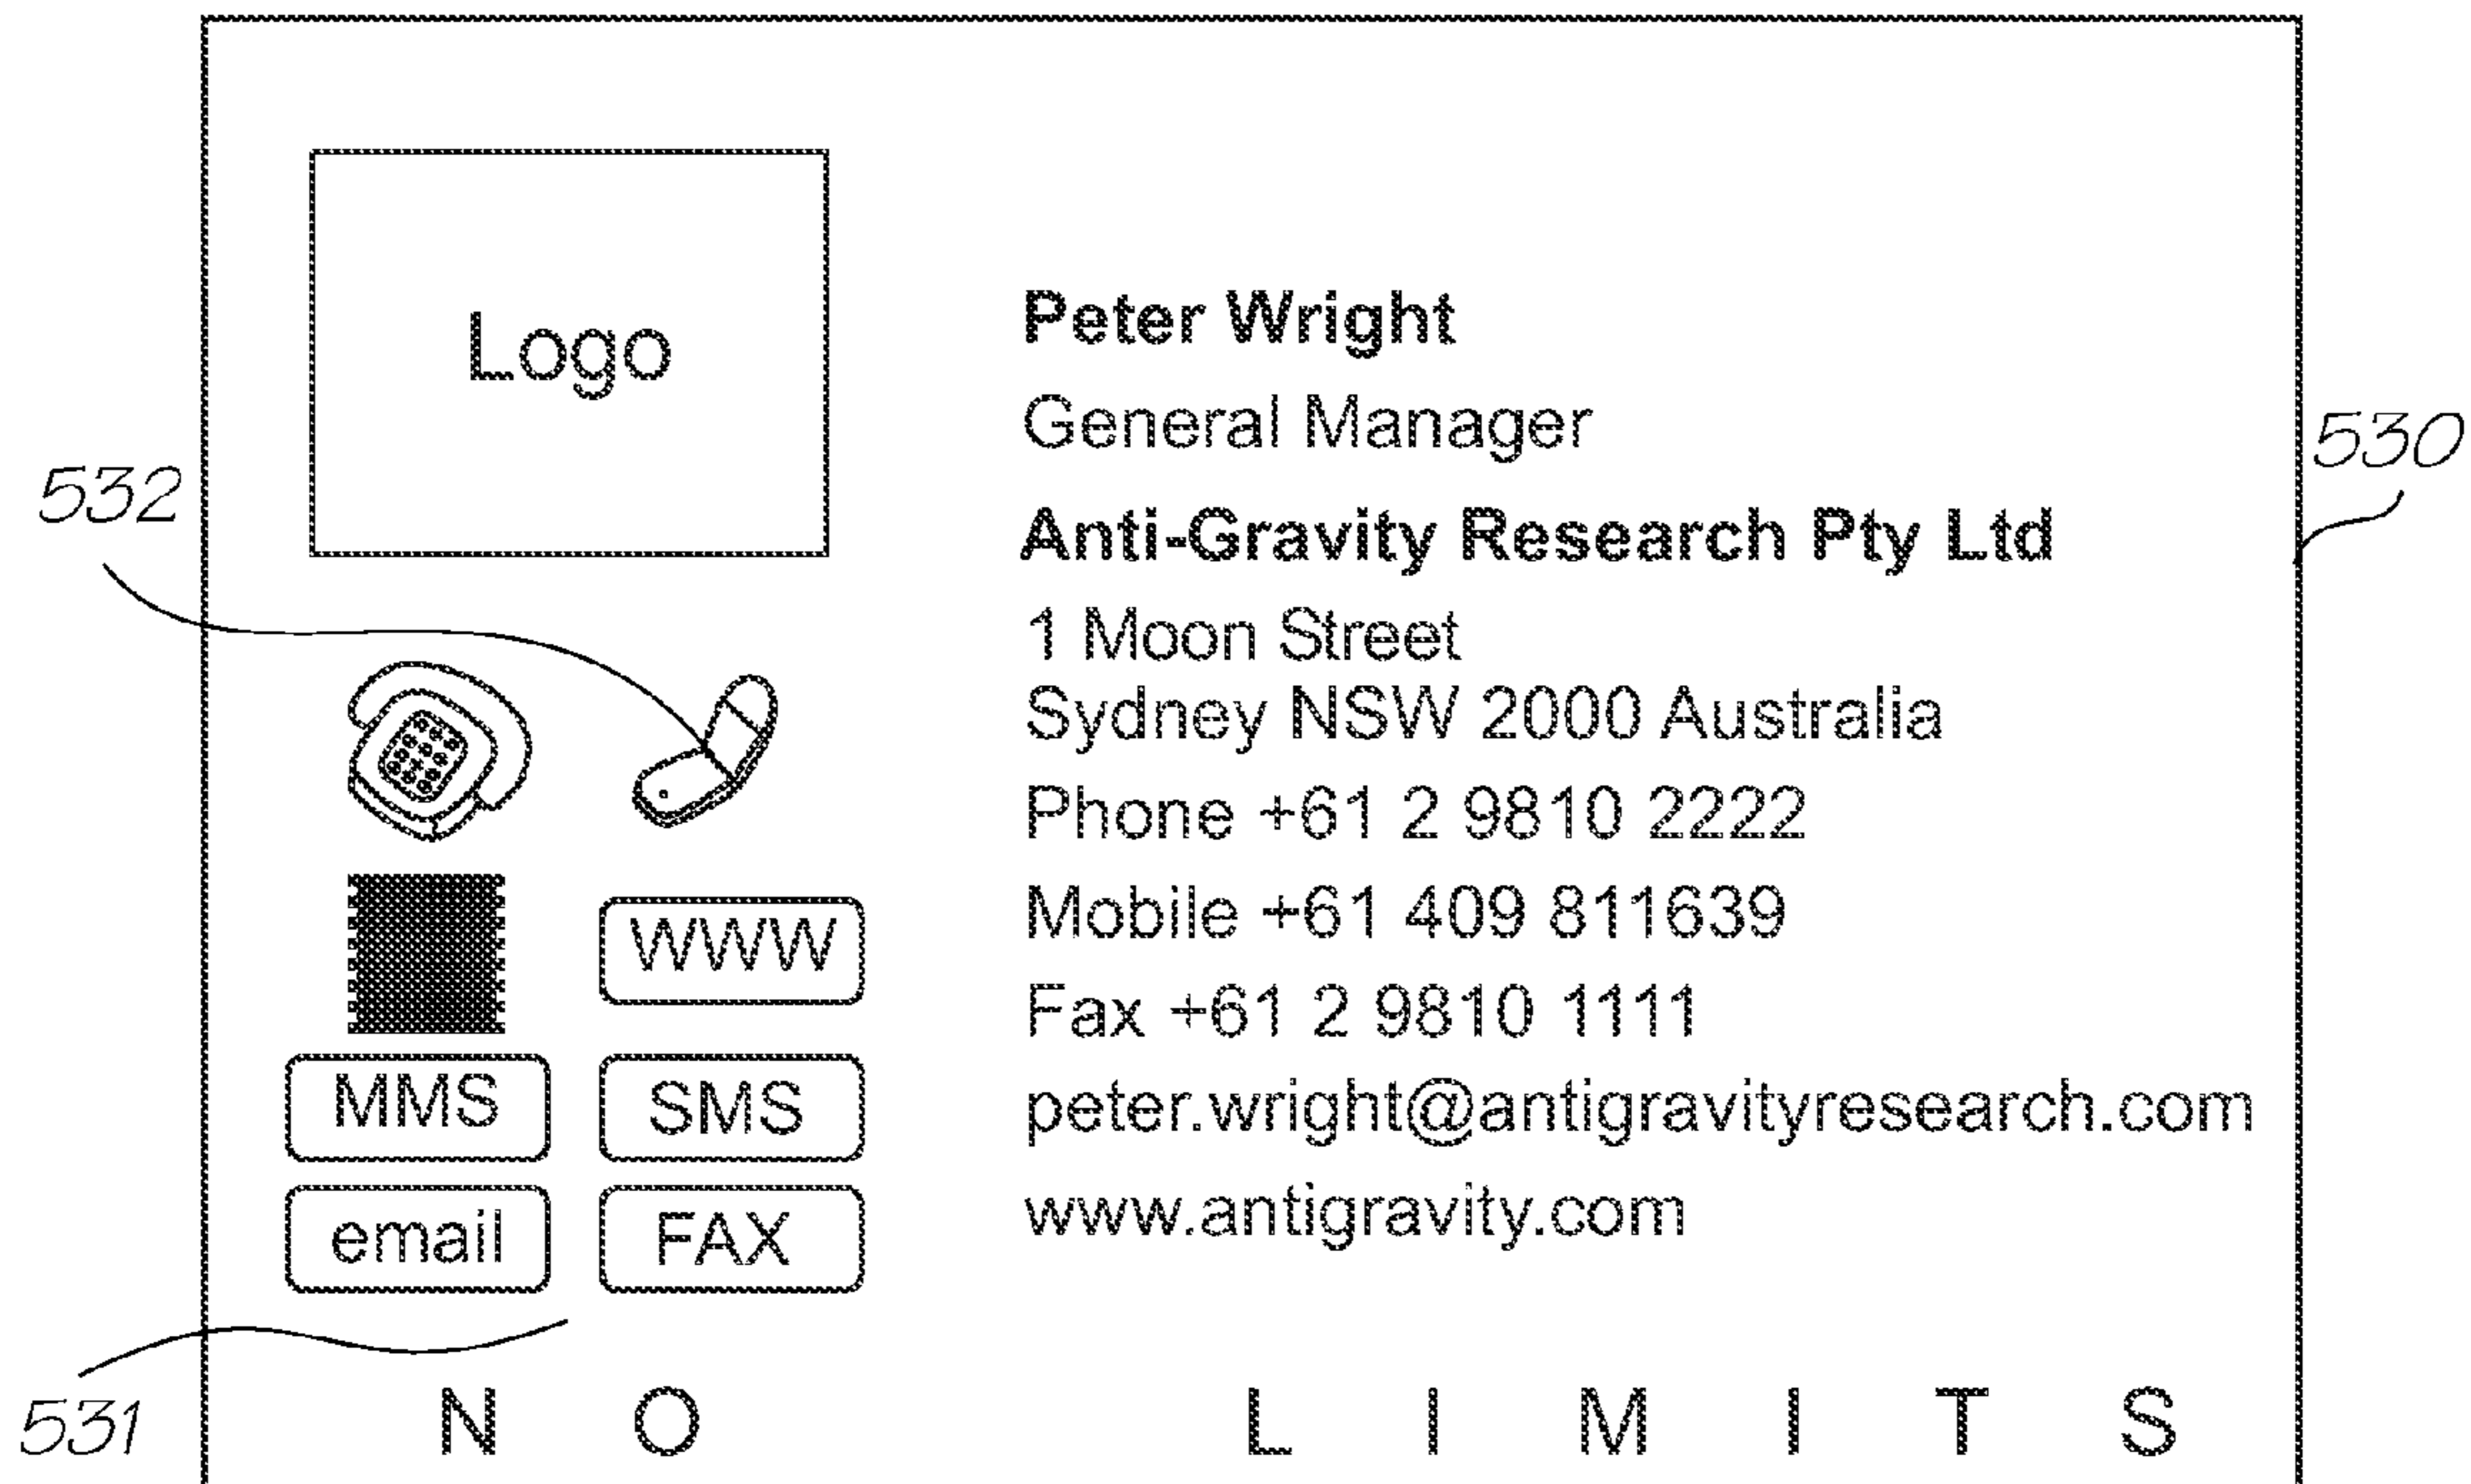 Logo
Peter Wright
General Manager
Anti-Gravity Research Pty Ltd
1 Moon Street
Sydney NSW 2000 Australia
Phone +61 2 9810 2222
Mobile +61 409 811639
Fax +61 2 9810 1111
peter.wright@antigravityresearch.com
www.antigravity.com
532
530
WWW
MMS SMS
email FAX
531
NO LIMITS